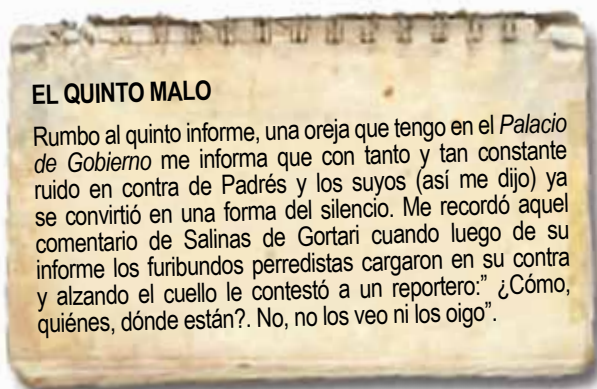 EL QUINTO MALO
Rumbo al quinto informe, una oreja que tengo en el Palacio
de Gobierno me informa que con tanto y tan constante
ruido en contra de Padrés y los suyos (así me dijo) ya
se convirtió en una forma del silencio. Me recordó aquel
comentario de Salinas de Gortari cuando luego de su
informe los furibundos perredistas cargaron en su contra
y alzando el cuello le contestó a un reportero:” ¿Cómo,
quiénes, dónde están?. No, no los veo ni los oigo”.